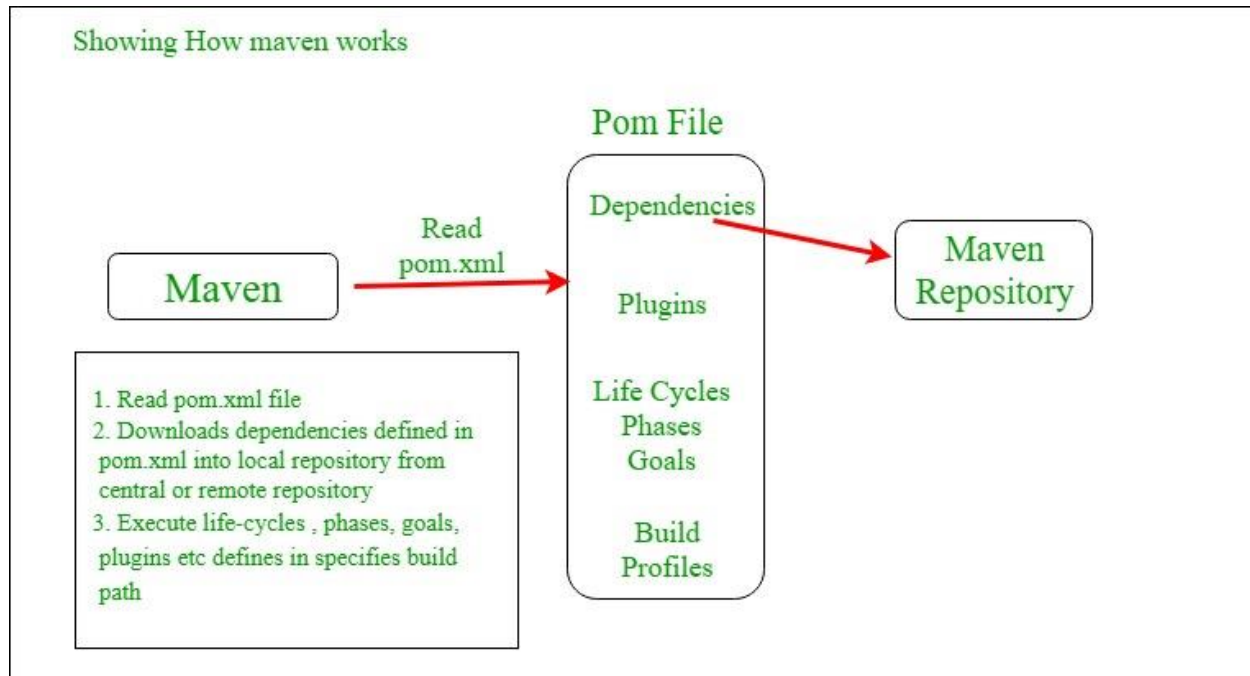 Showing How maven works
Pom File
Dependencies
Read
pom.xml
Maven
Repository
Maven
Plugins
1. Read pom.xml file
2. Downloads dependencies defined in
pom.xml into local repository from
central or remote repository
3. Execute life-cycles , phases, goals,
plugins etc defines in specifies build
path
Life Cycles
Phases
Goals
Build
Profiles